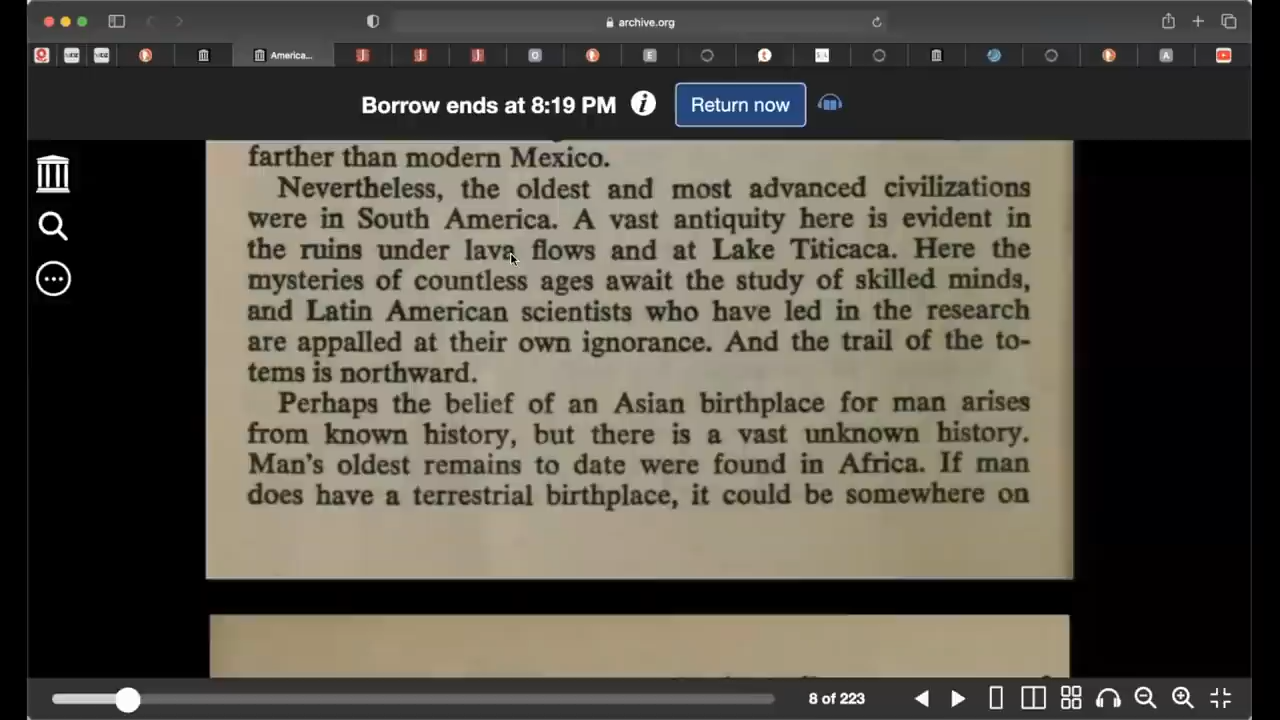 archive.org
America...
Borrow ends at 8:19 PM
Return now
farther than modern Mexico.
Nevertheless, the oldest and most advanced civilizations
were in South America. A vast antiquity here is evident in
the ruins under lava flows and at Lake Titicaca. Here the
mysteries of countless ages await the study of skilled minds,
and Latin American scientists who have led in the research
are appalled at their own ignorance. And the trail of the to-
tems is northward.
Perhaps the belief of an Asian birthplace for man arises
from known history, but there is a vast unknown history.
Man's oldest remains to date were found in Africa. If man
does have a terrestrial birthplace, it could be somewhere on
8 of 223